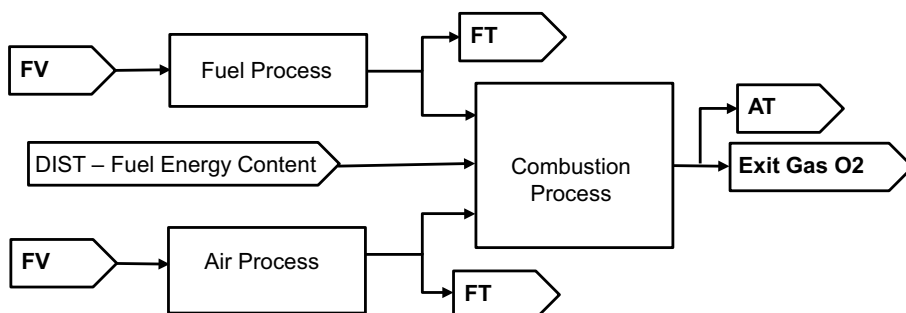 FT
FV
Fuel Process
AT
DIST – Fuel Energy Content
Combustion
Process
Exit Gas O2
FV
Air Process
FT